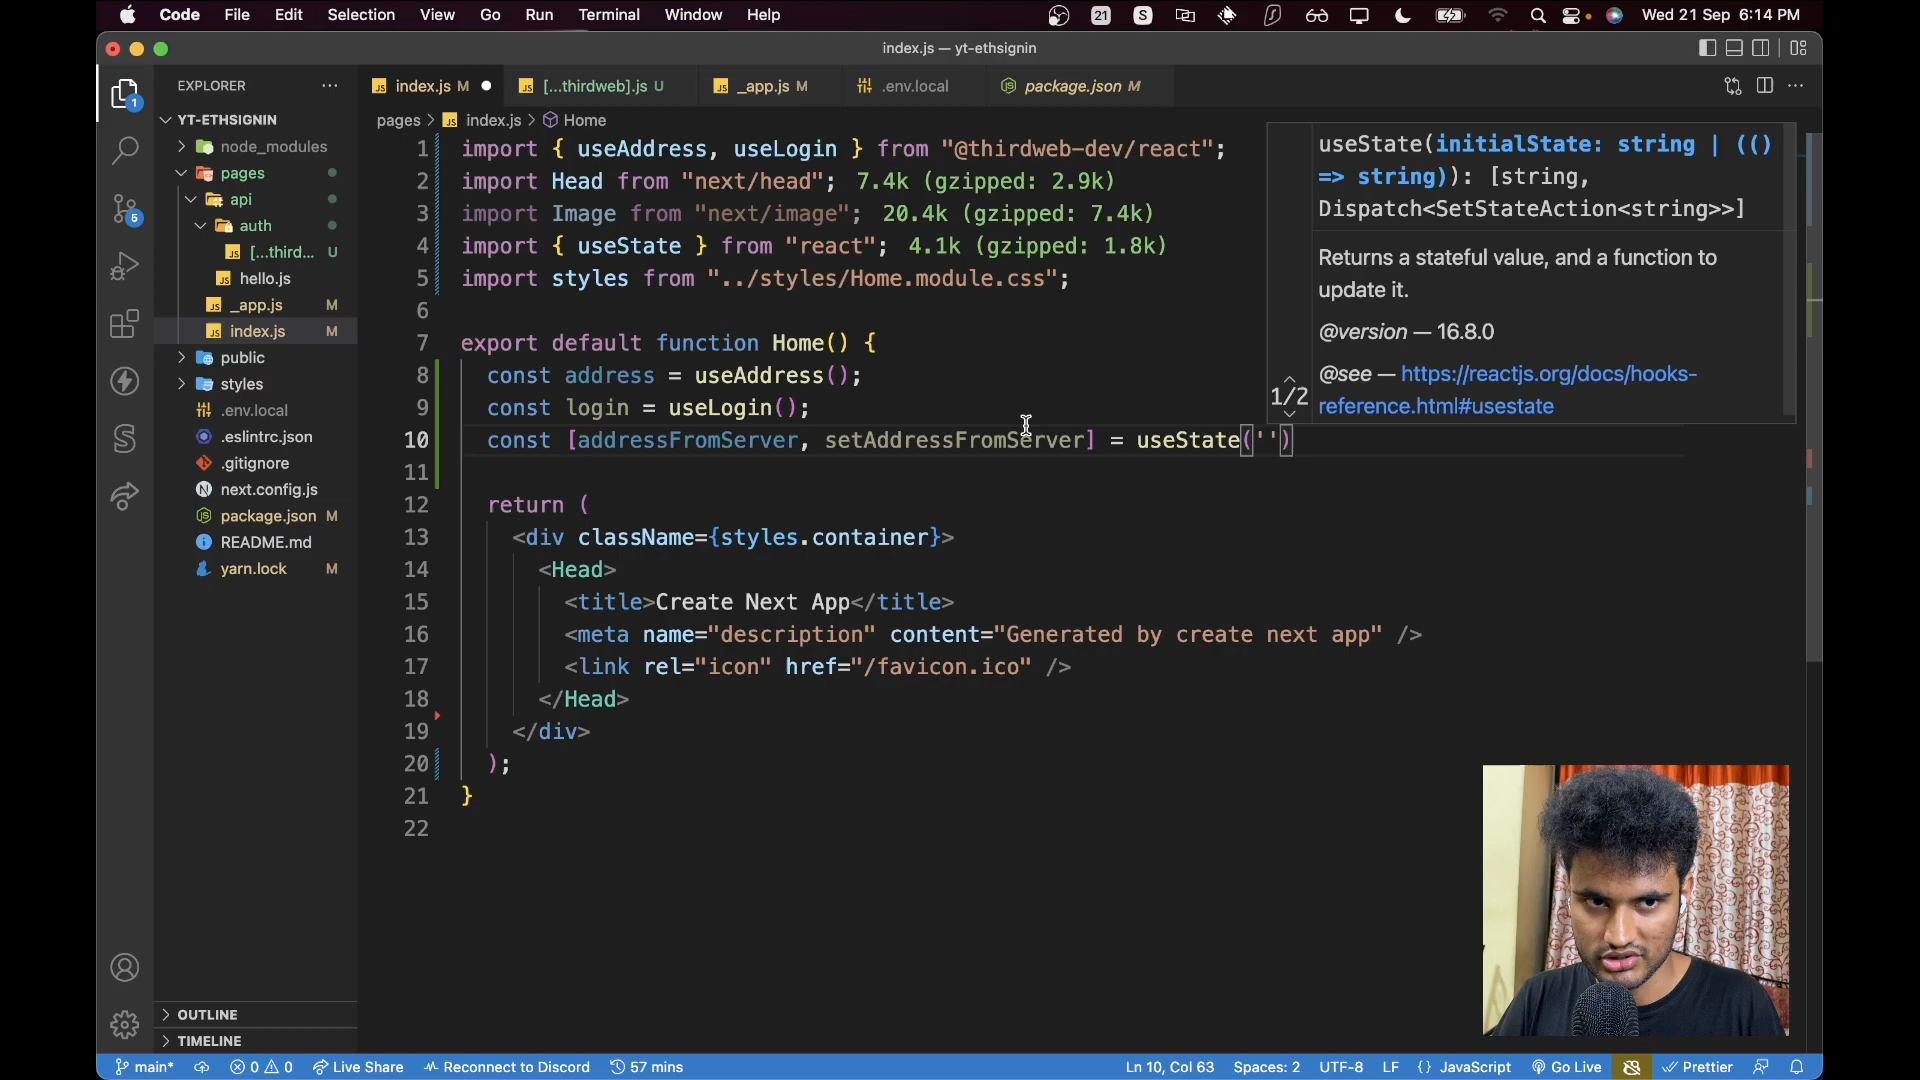 Code File Edit Selection View Go Run Terminal Window Help 21 S Wed 21 Sep 6:14 PM
index.js — yt-ethsignin
EXPLORER
index.js M
[...thirdweb].js U
_app.js M
.env.local
package.json M
pages > index.js > Home
YT-ETHSIGNIN
node_modules
pages
api
auth
[...third... U
hello.js
_app.js M
index.js M
public
styles
.env.local
.eslintrc.json
.gitignore
next.config.js
package.json M
README.md
yarn.lock M
OUTLINE
TIMELINE
1
5
1 import { useAddress, useLogin } from "@thirdweb-dev/react";
2 import Head from "next/head"; 7.4k (gzipped: 2.9k)
3 import Image from "next/image"; 20.4k (gzipped: 7.4k)
4 import { useState } from "react"; 4.1k (gzipped: 1.8k)
5 import styles from "../styles/Home.module.css";
6
7 export default function Home() {
8 const address = useAddress();
9 const login = useLogin();
10 const [addressFromServer, setAddressFromServer] = useState('')
11
12 return (
13 <div className={styles.container}>
14 <Head>
15 <title>Create Next App</title>
16 <meta name="description" content="Generated by create next app" />
17 <link rel="icon" href="/favicon.ico" />
18 </Head>
19 </div>
20 );
21 }
22
useState(initialState: string | (()
=> string)): [string,
Dispatch<SetStateAction<string>>]
Returns a stateful value, and a function to
update it.
@version — 16.8.0
@see — https://reactjs.org/docs/hooks-
reference.html#usestate
1/2
main* 0 0 Live Share Reconnect to Discord 57 mins Ln 10, Col 63 Spaces: 2 UTF-8 LF {} JavaScript Go Live Prettier